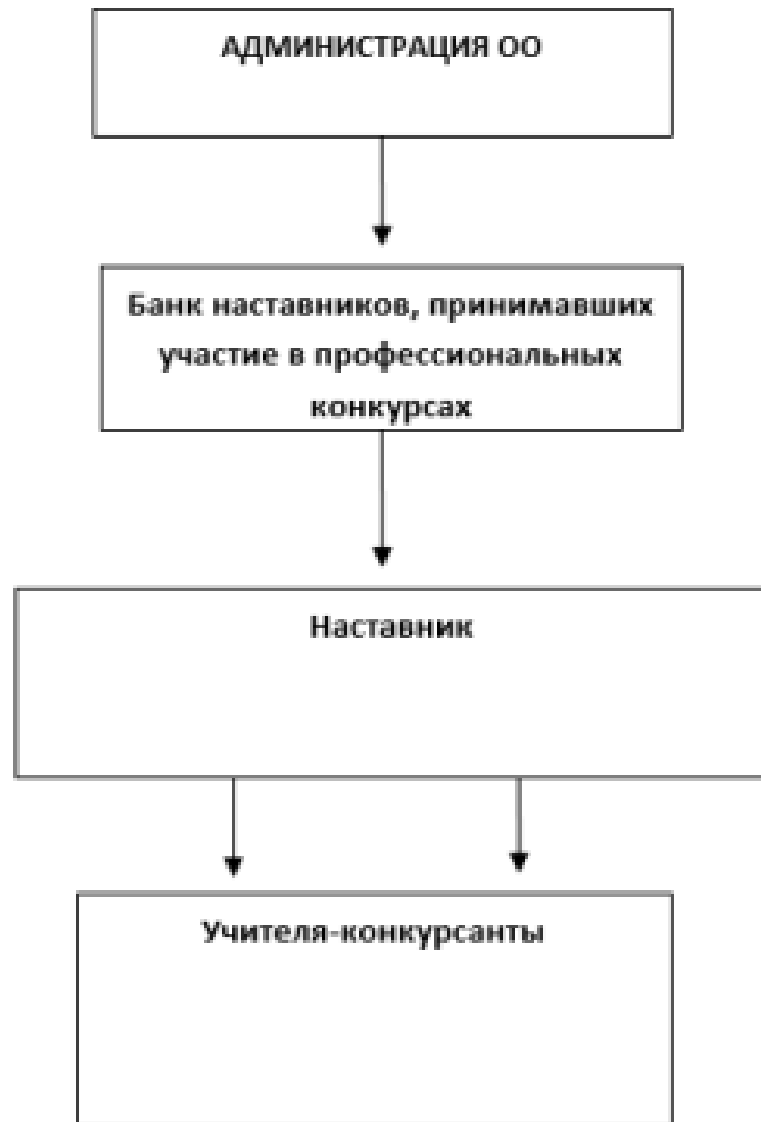 АДМИНИСТРАЦИЯ ОО
Банк наставников, принимавших
участие в профессиональных
конкурсах
Наставник
Учителя-конкурсанты